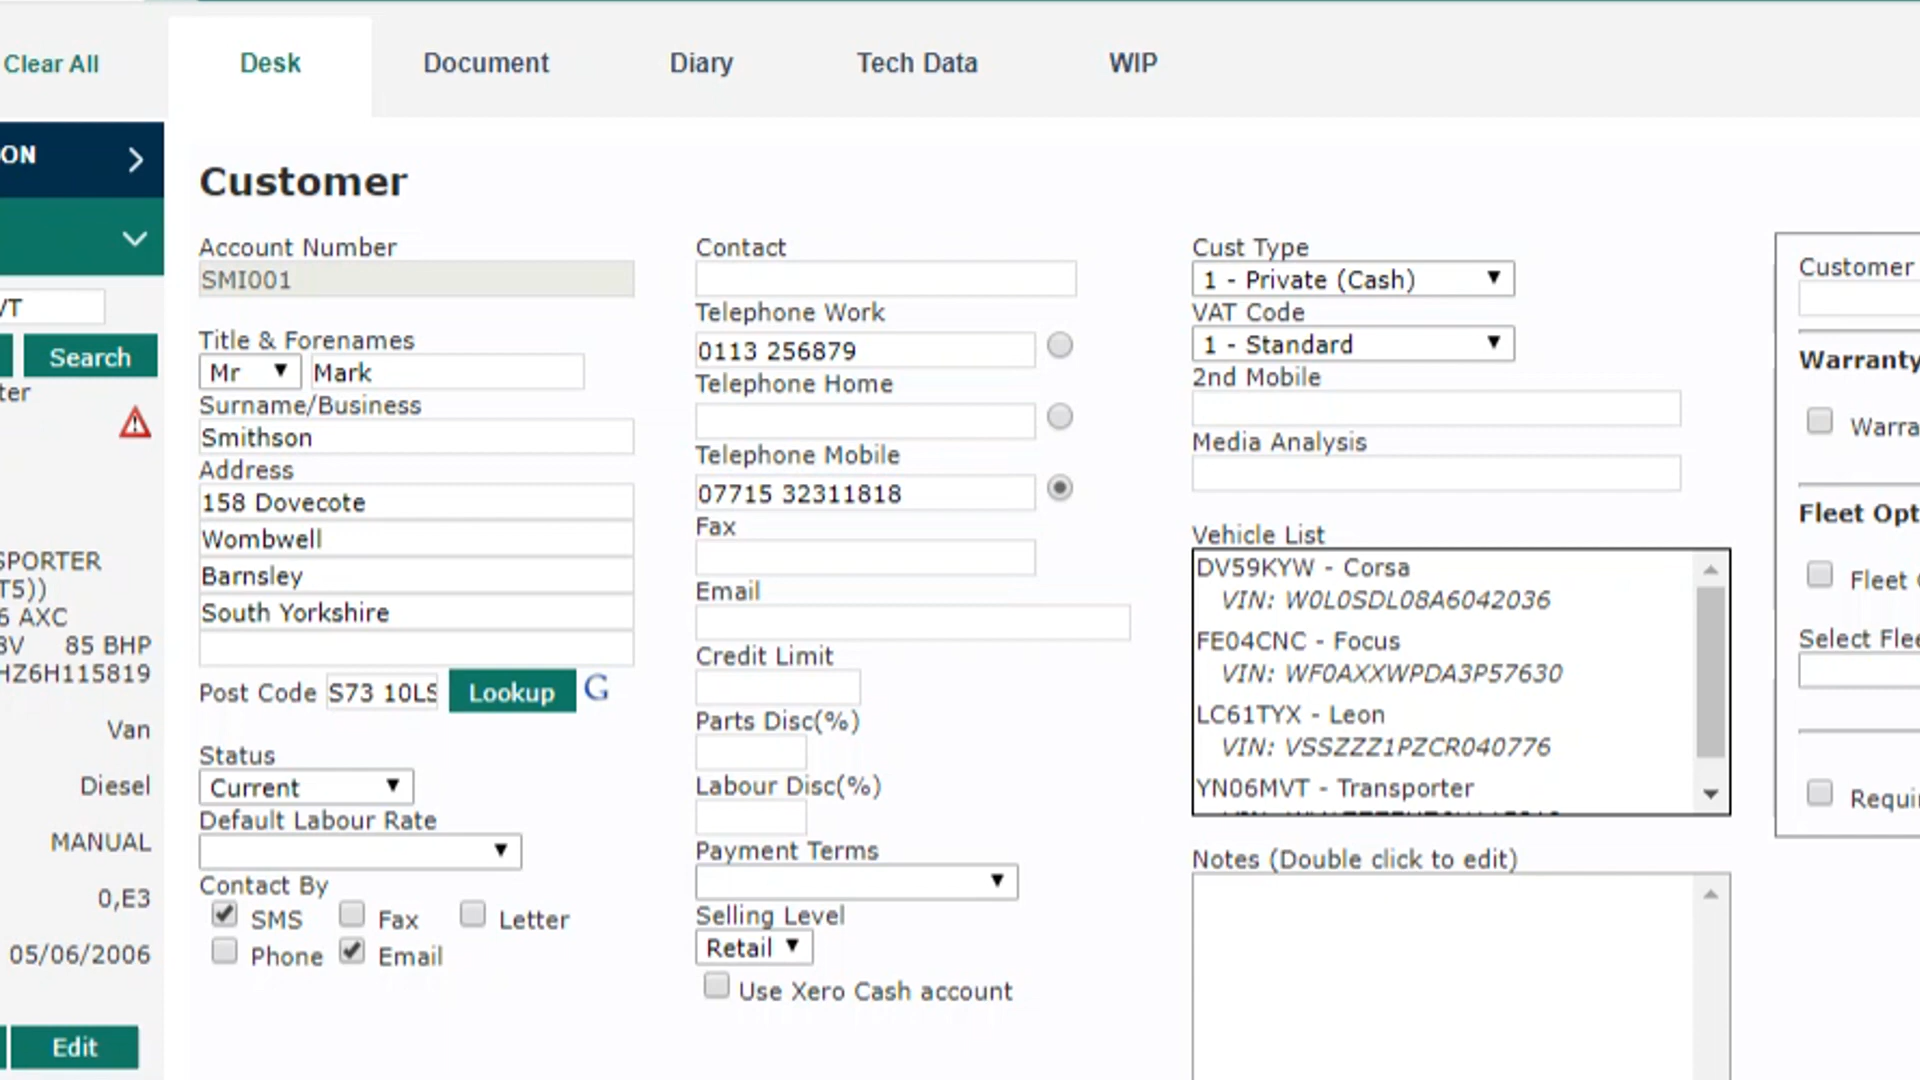 Clear All
Desk
Document
Diary
Tech Data
WIP
ON
Search
ter
SPORTER
T5))
6 AXC
85 BHP
HZ6H115819
Van
Diesel
MANUAL
0,E3
05/06/2006
Edit
Customer
Account Number
SMI001
Title & Forenames
Mr Mark
Surname/Business
Smithson
Address
158 Dovecote
Wombwell
Barnsley
South Yorkshire
Post Code S73 10LS Lookup G
Status
Current
Default Labour Rate
Contact By
SMS Fax Letter
Phone Email
Contact
Telephone Work
0113 256879
Telephone Home
Telephone Mobile
07715 32311818
Fax
Email
Credit Limit
Parts Disc(%)
Labour Disc(%)
Payment Terms
Selling Level
Retail
Use Xero Cash account
Cust Type
1 - Private (Cash)
VAT Code
1 - Standard
2nd Mobile
Media Analysis
Vehicle List
DV59KYW - Corsa
VIN: W0L0SDL08A6042036
FE04CNC - Focus
VIN: WF0AXXWPDA3P57630
LC61TYX - Leon
VIN: VSSZZZ1PZCR040776
YN06MVT - Transporter
Notes (Double click to edit)
Customer
Warranty
Warra
Fleet Opt
Fleet
Select Flee
Requi